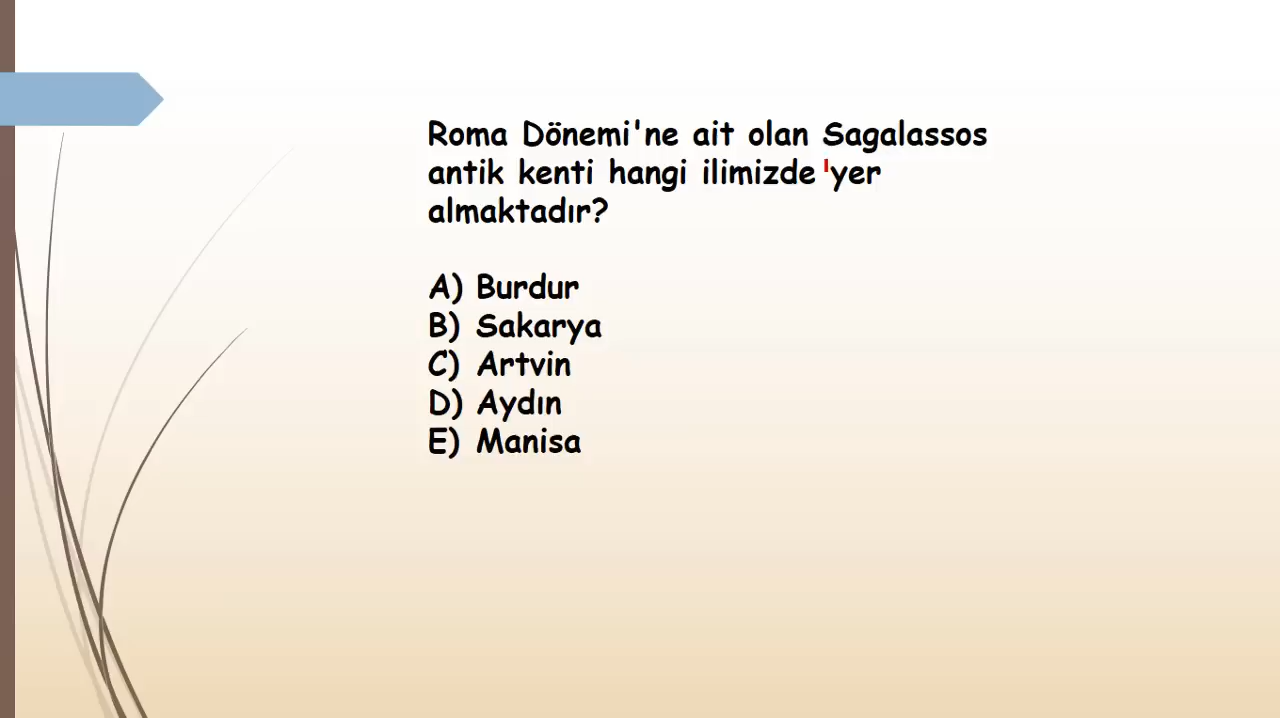 Roma Dönemi'ne ait olan Sagalassos
antik kenti hangi ilimizde 'yer
almaktadır?
A) Burdur
B) Sakarya
C) Artvin
D) Aydın
E) Manisa